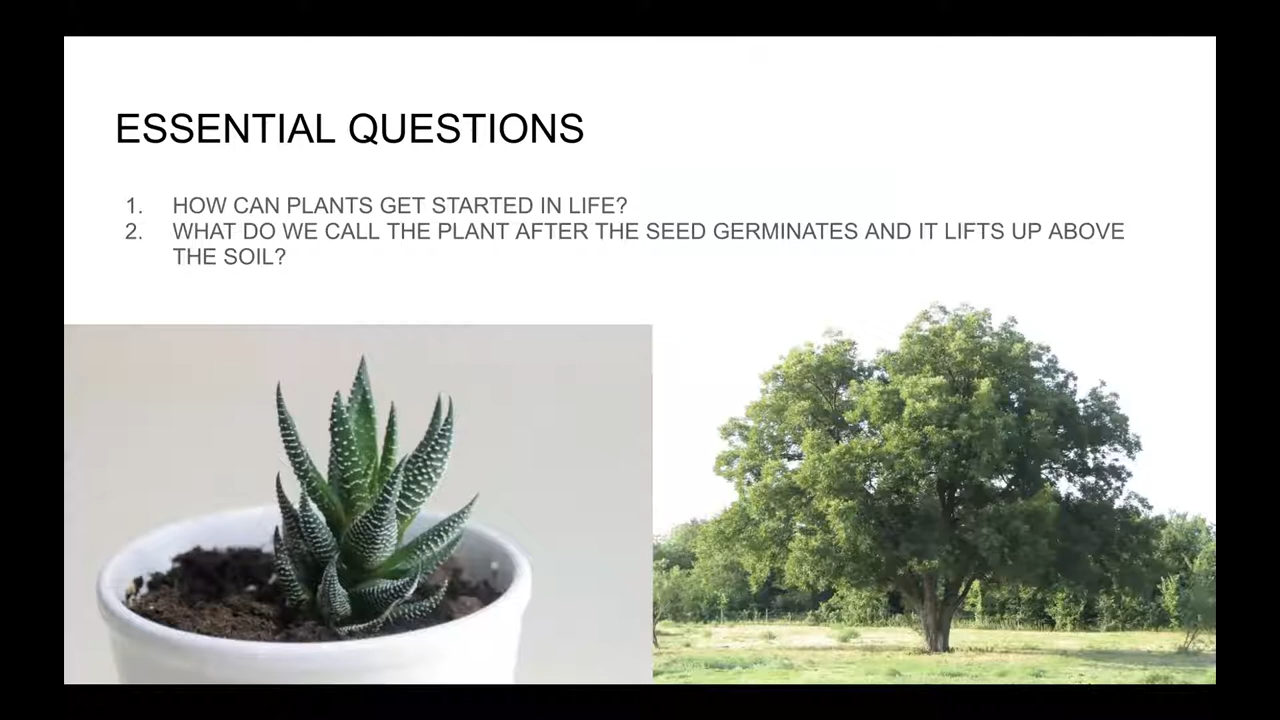 ESSENTIAL QUESTIONS
1. HOW CAN PLANTS GET STARTED IN LIFE?
2. WHAT DO WE CALL THE PLANT AFTER THE SEED GERMINATES AND IT LIFTS UP ABOVE
THE SOIL?